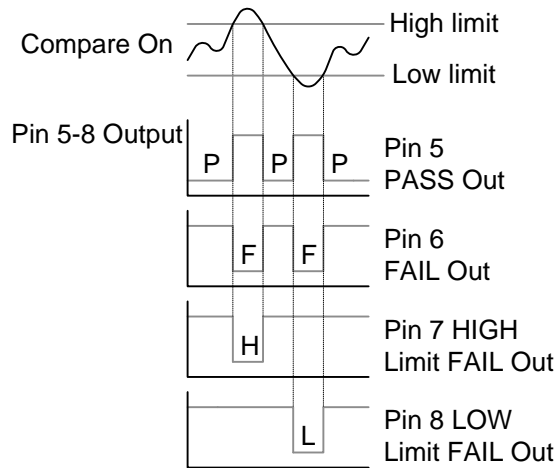 High limit
Compare On
Low limit
Pin 5-8 Output
P P P
Pin 5
PASS Out
F F
Pin 6
FAIL Out
H
Pin 7 HIGH
Limit FAIL Out
L
Pin 8 LOW
Limit FAIL Out